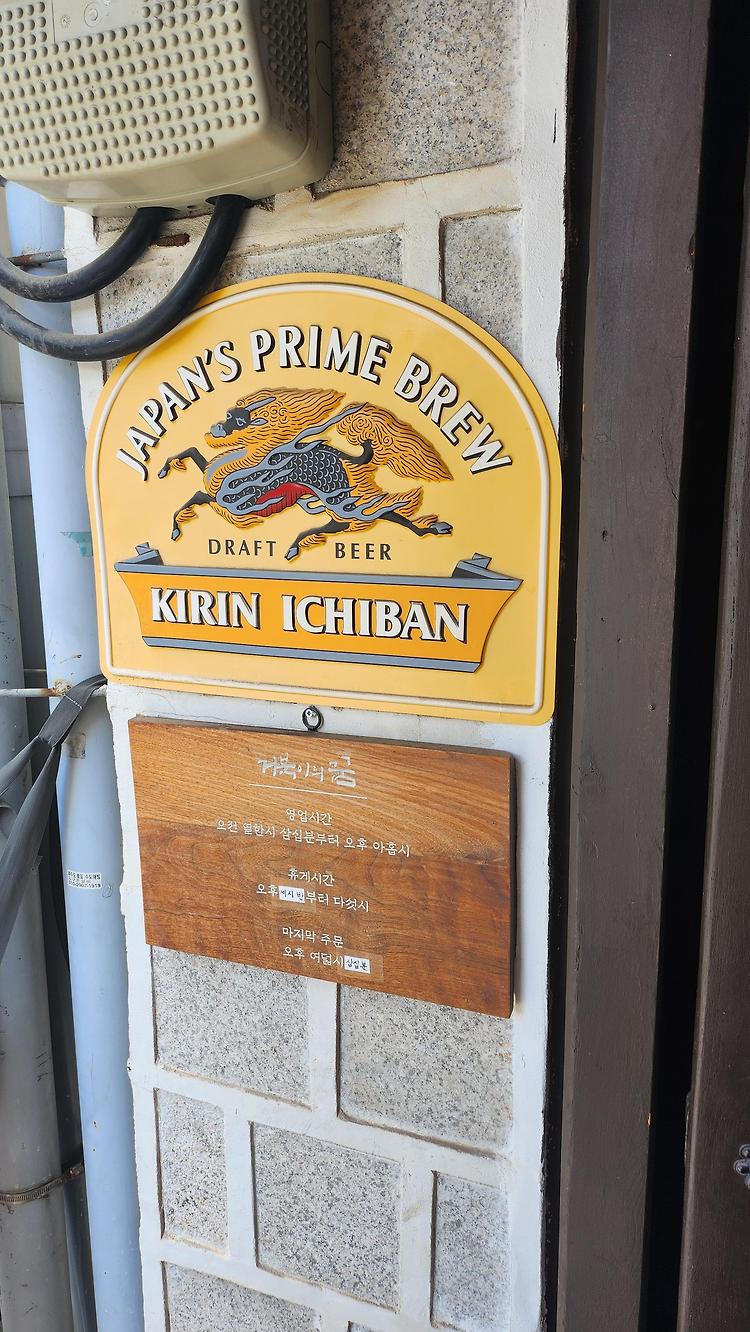 JAPAN'S PRIME BREW
DRAFT BEER
KIRIN ICHIBAN
거북이의 꿈
영업시간
오전 열한시 삼십분부터 오후 아홉시
휴게시간
오후 세시 반부터 다섯시
마지막 주문
오후 여덟시 삼십분